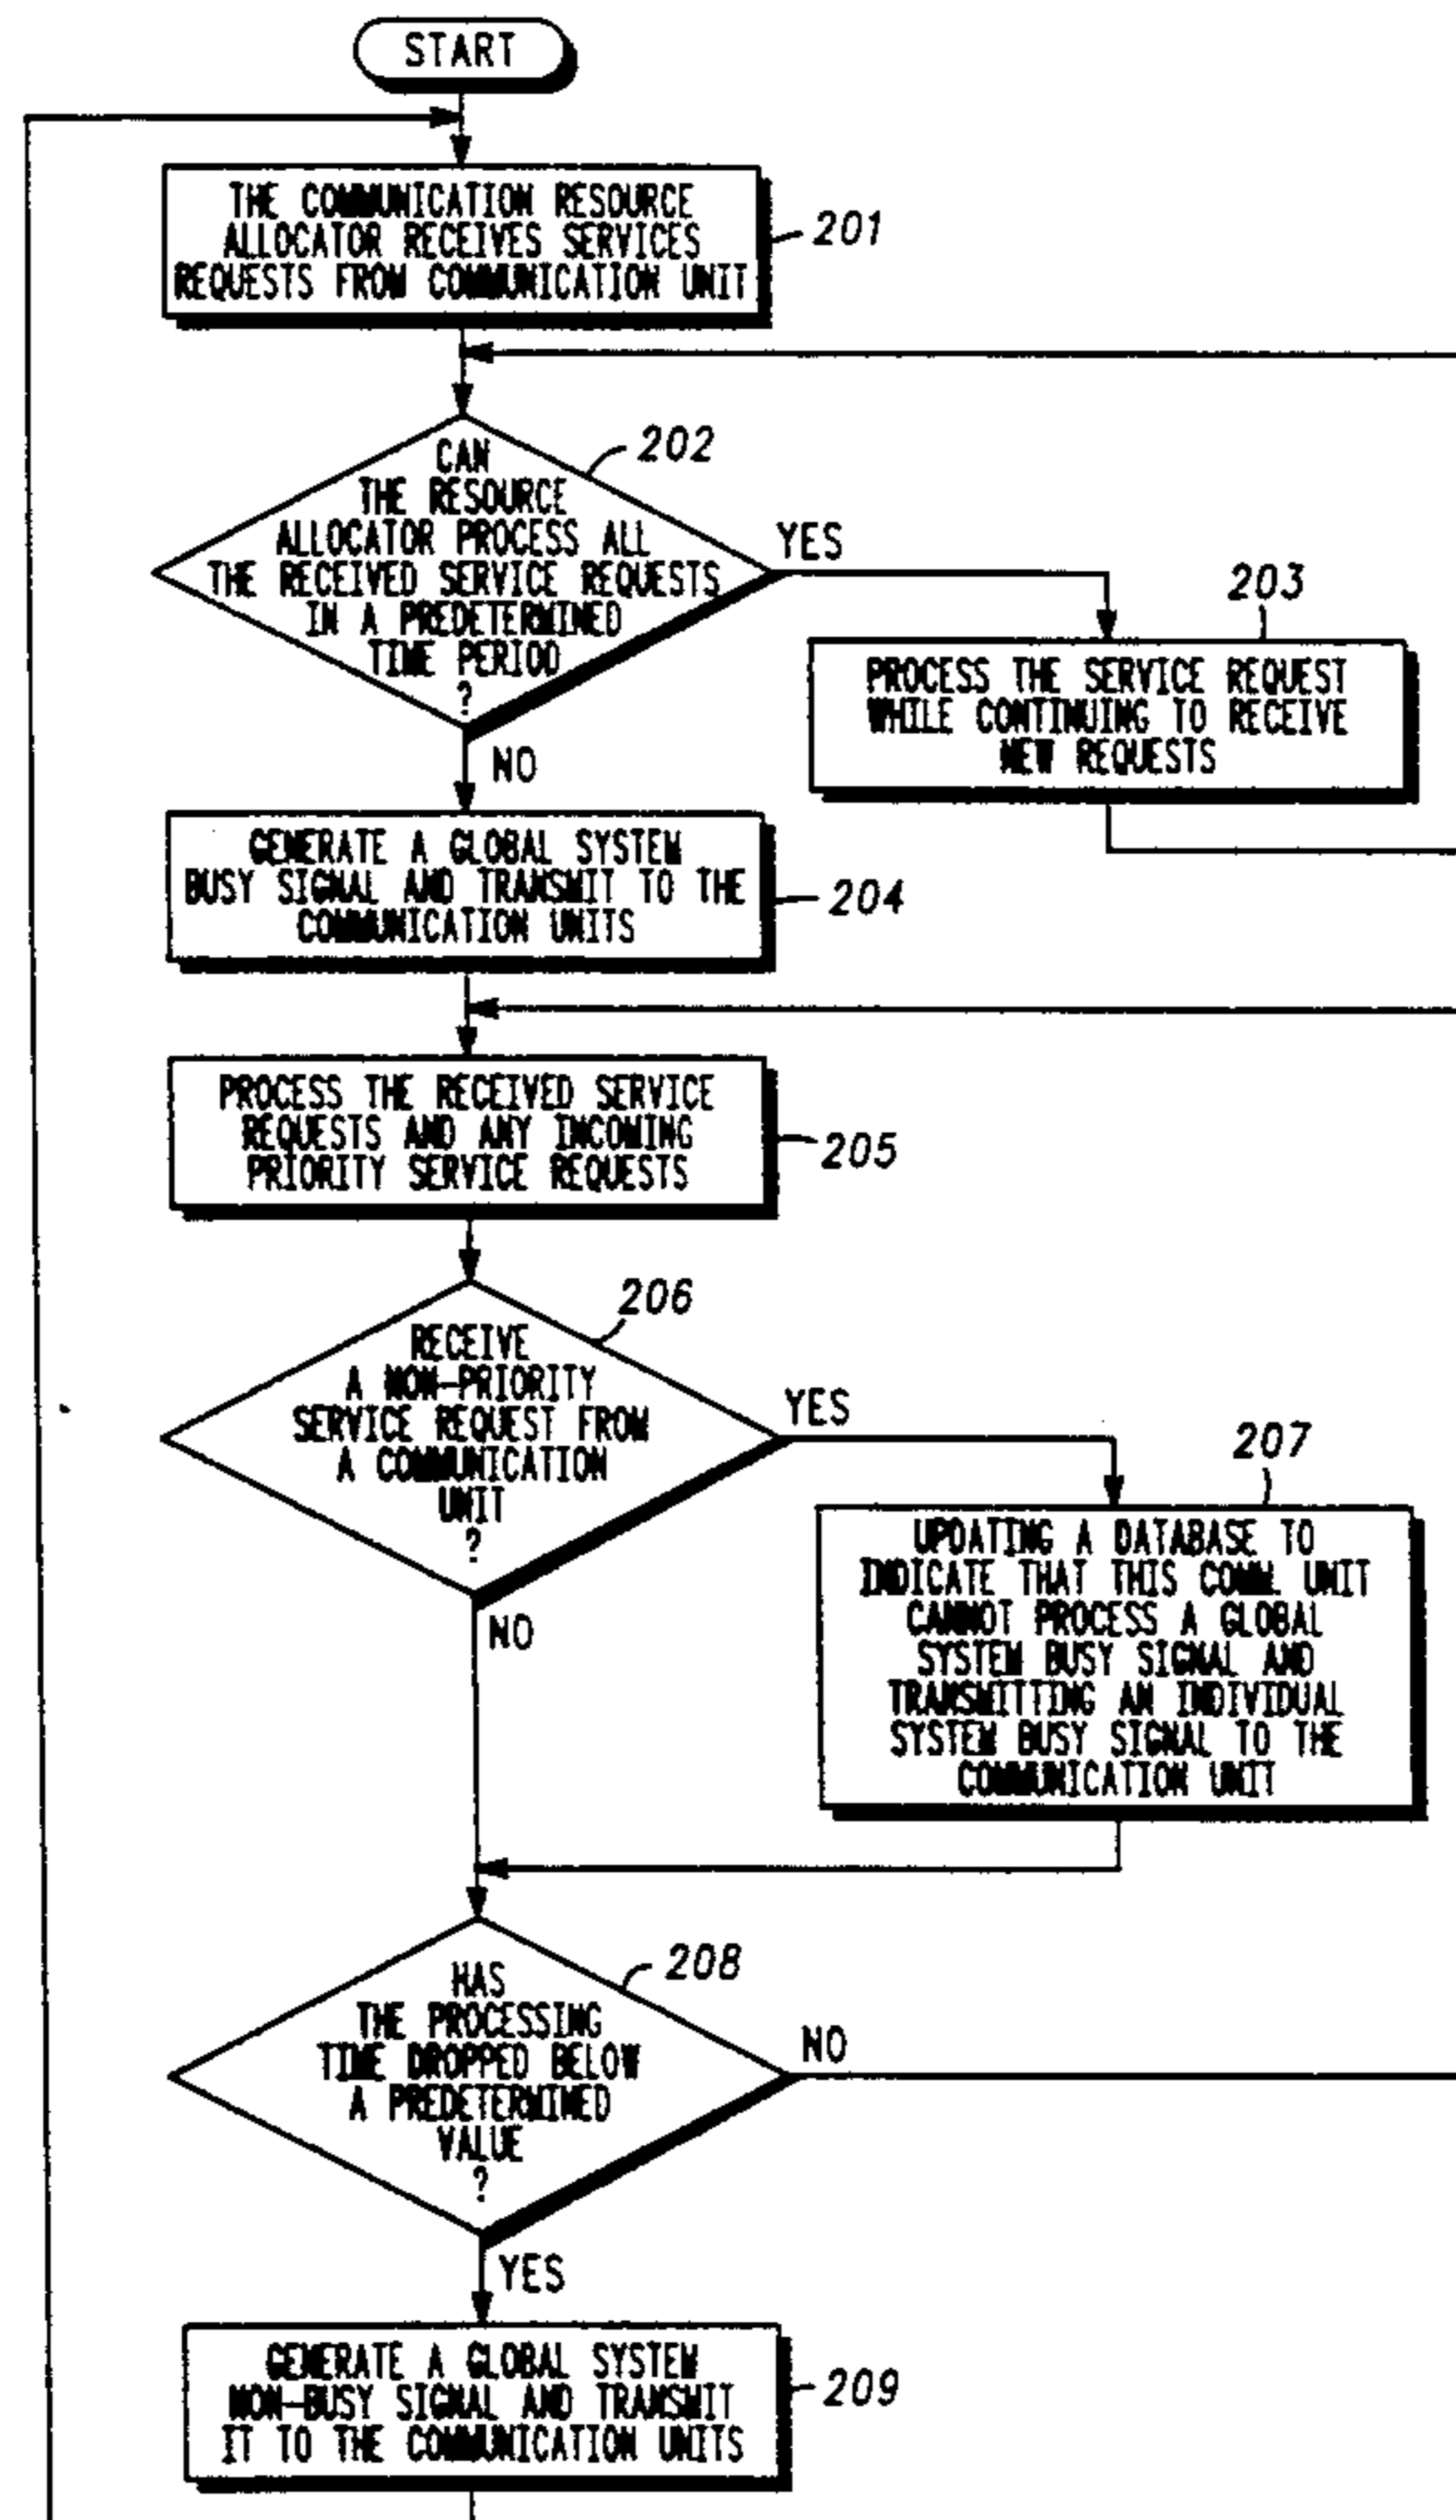 START
THE COMMUNICATION RESOURCE
ALLOCATOR RECEIVES SERVICES
REQUESTS FROM COMMUNICATION UNIT
201
CAN
THE RESOURCE
ALLOCATOR PROCESS ALL
THE RECEIVED SERVICE REQUESTS
IN A PREDETERMINED
TIME PERIOD
?
202
YES
NO
203
PROCESS THE SERVICE REQUEST
WHILE CONTINUING TO RECEIVE
NEW REQUESTS
GENERATE A GLOBAL SYSTEM
BUSY SIGNAL AND TRANSMIT TO THE
COMMUNICATION UNITS
204
PROCESS THE RECEIVED SERVICE
REQUESTS AND ANY INCOMING
PRIORITY SERVICE REQUESTS
205
RECEIVE
A NON-PRIORITY
SERVICE REQUEST FROM
A COMMUNICATION
UNIT
?
206
YES
NO
207
UPDATING A DATABASE TO
INDICATE THAT THIS COMM UNIT
CANNOT PROCESS A GLOBAL
SYSTEM BUSY SIGNAL AND
TRANSMITTING AN INDIVIDUAL
SYSTEM BUSY SIGNAL TO THE
COMMUNICATION UNIT
HAS
THE PROCESSING
TIME DROPPED BELOW
A PREDETERMINED
VALUE
?
208
NO
YES
GENERATE A GLOBAL SYSTEM
NON-BUSY SIGNAL AND TRANSMIT
IT TO THE COMMUNICATION UNITS
209